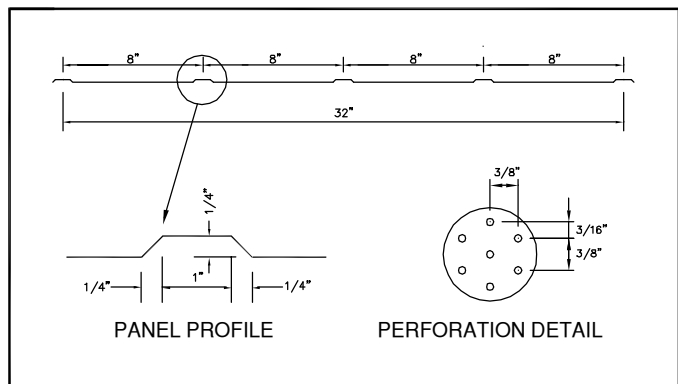 8" 8" 8" 8"
32"
3/8"
1/4"
3/16"
3/8"
1/4" 1" 1/4"
PANEL PROFILE PERFORATION DETAIL